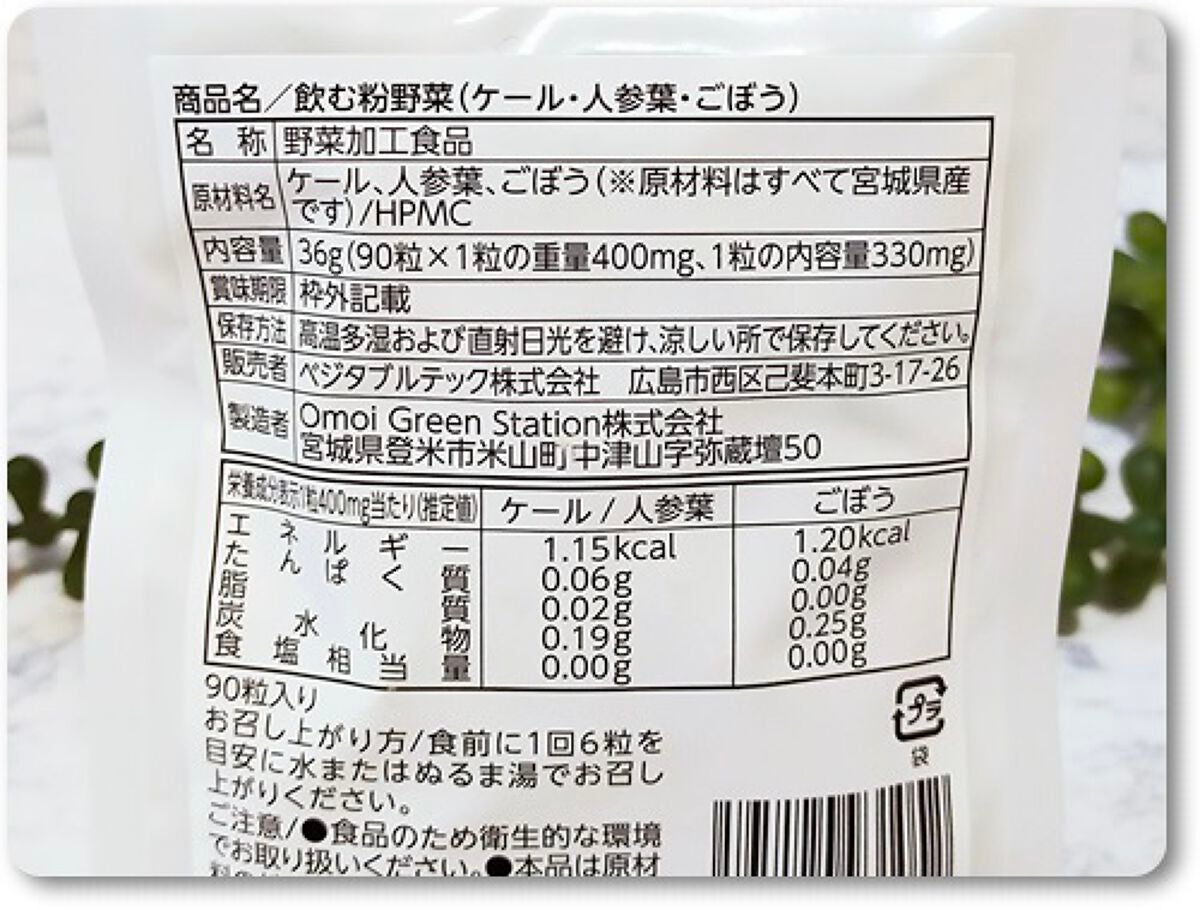 商品名／飲む粉野菜(ケール・人参葉・ごぼう)
名 称 野菜加工食品
原材料名 ケール、人参葉、ごぼう(※原材料はすべて宮城県産
です)/HPMC
内容量 36g(90粒×1粒の重量400mg、1粒の内容量330mg)
賞味期限 枠外記載
保存方法 高温多湿および直射日光を避け、涼しい所で保存してください。
販売者 ベジタブルテック株式会社 広島市西区己斐本町3-17-26
製造者 Omoi Green Station株式会社
宮城県登米市米山町中津山字弥蔵壇50
栄養成分表示1粒400mg当たり(推定値) ケール / 人参葉 ごぼう
エネルギー 1.15kcal 1.20kcal
たんぱく質 0.06g 0.04g
脂質 0.02g 0.00g
炭水化物 0.19g 0.25g
食塩相当量 0.00g 0.00g
90粒入り
お召し上がり方/食前に1回6粒を
目安に水またはぬるま湯でお召し
上がりください。
ご注意/●食品のため衛生的な環境
でお取り扱いください。●本品は原材
プラ
袋